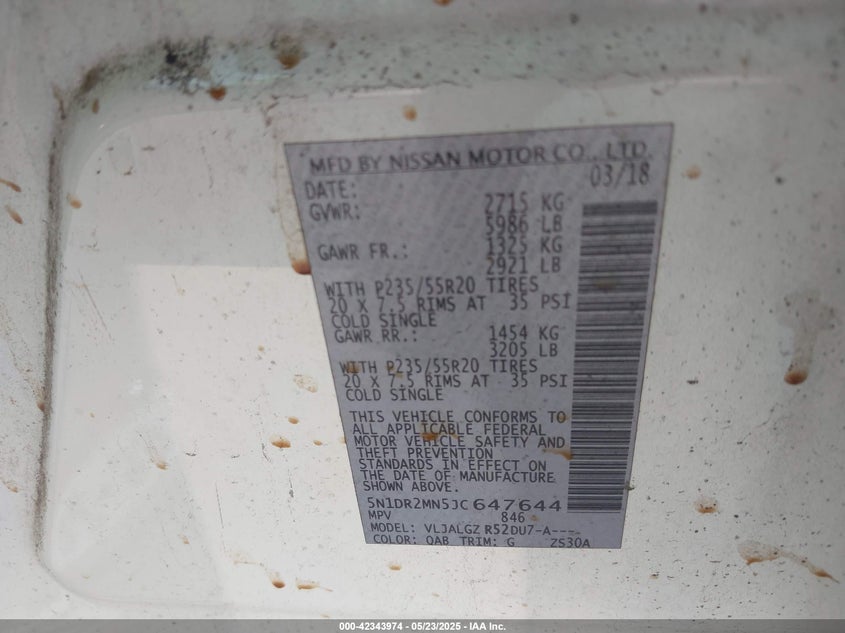 MFD BY NISSAN MOTOR CO., LTD.
DATE: 03/18
GVWR: 2715 KG
5986 LB
GAWR FR.: 1325 KG
2921 LB
WITH P235/55R20 TIRES
20 X 7.5 RIMS AT 35 PSI
COLD SINGLE
GAWR RR.: 1454 KG
3205 LB
WITH P235/55R20 TIRES
20 X 7.5 RIMS AT 35 PSI
COLD SINGLE
THIS VEHICLE CONFORMS TO
ALL APPLICABLE FEDERAL
MOTOR VEHICLE SAFETY AND
THEFT PREVENTION
STANDARDS IN EFFECT ON
THE DATE OF MANUFACTURE
SHOWN ABOVE.
5N1DR2MN5JC647644
MPV 846
MODEL: VLJALGZ R52DU7-A----
COLOR: QAB TRIM: G ZS30A
000-42343974 - 05/23/2025 - IAA Inc.